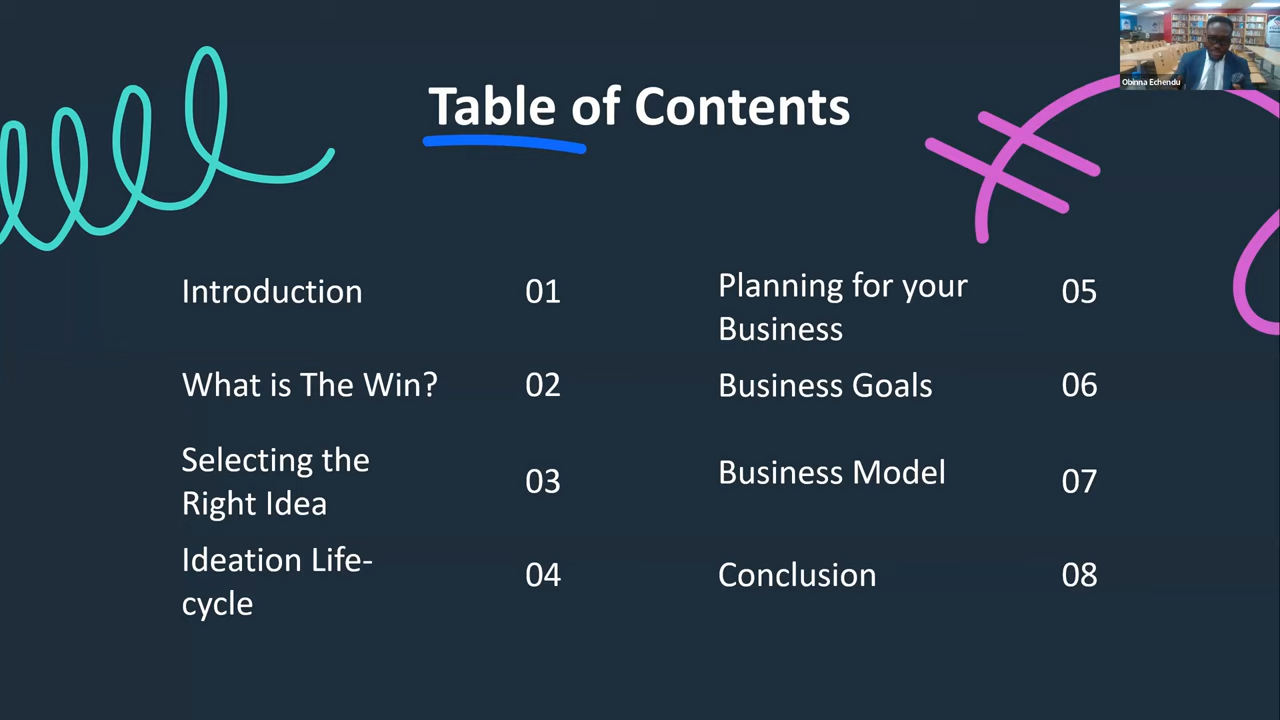 Obinna Echendu
Table of Contents
Introduction 01
What is The Win? 02
Selecting the
Right Idea 03
Ideation Life-
cycle 04
Planning for your
Business 05
Business Goals 06
Business Model 07
Conclusion 08